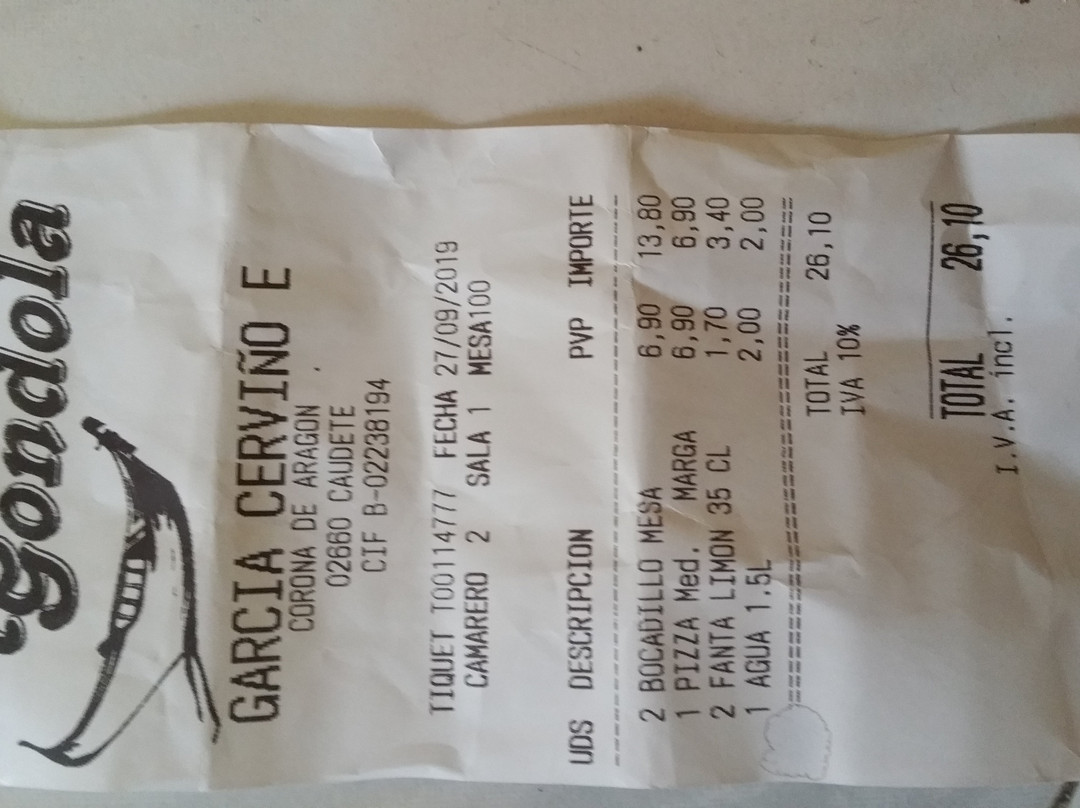 góndola
GARCIA CERVIÑO E
CORONA DE ARAGON
02660 CAUDETE
CIF B-02238194
TIQUET T00114777 FECHA 27/09/2019
CAMARERO 2 SALA 1 MESA100
UDS DESCRIPCION PVP IMPORTE
2 BOCADILLO MESA 6,90 13,80
1 PIZZA Med. MARGA 6,90 6,90
2 FANTA LIMON 35 CL 1,70 3,40
1 AGUA 1.5L 2,00 2,00
TOTAL 26,10
IVA 10%
TOTAL 26,10
I.V.A. incl.